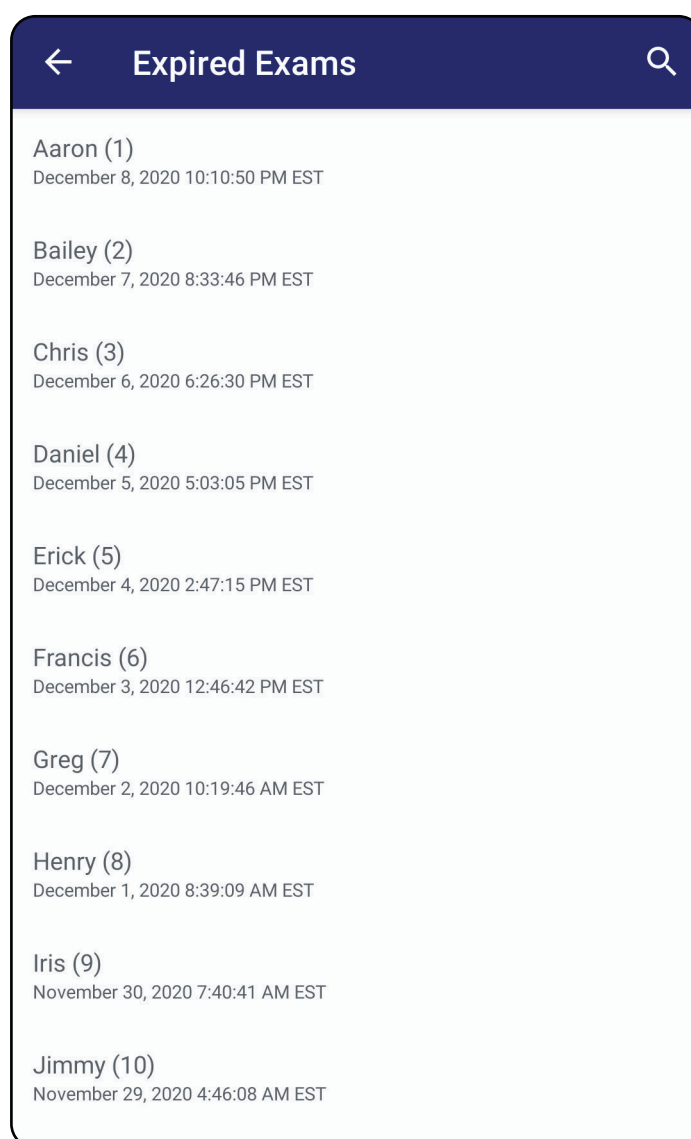 Expired Exams
Aaron (1)
December 8, 2020 10:10:50 PM EST
Bailey (2)
December 7, 2020 8:33:46 PM EST
Chris (3)
December 6, 2020 6:26:30 PM EST
Daniel (4)
December 5, 2020 5:03:05 PM EST
Erick (5)
December 4, 2020 2:47:15 PM EST
Francis (6)
December 3, 2020 12:46:42 PM EST
Greg (7)
December 2, 2020 10:19:46 AM EST
Henry (8)
December 1, 2020 8:39:09 AM EST
Iris (9)
November 30, 2020 7:40:41 AM EST
Jimmy (10)
November 29, 2020 4:46:08 AM EST